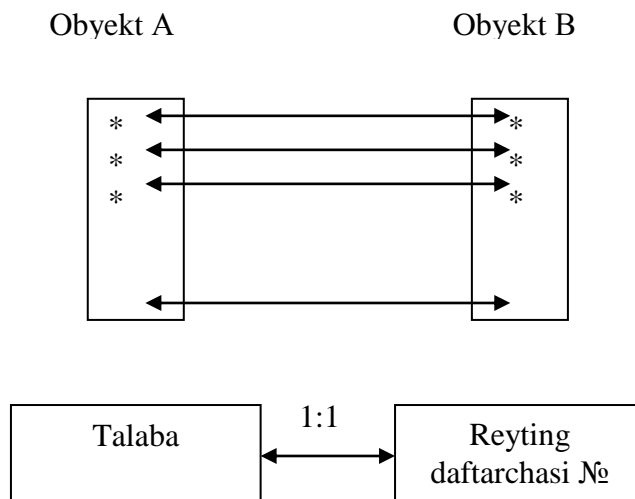 Obyekt A Obyekt B
* *
* *
* *
1:1
Talaba Reyting
daftarchasi №